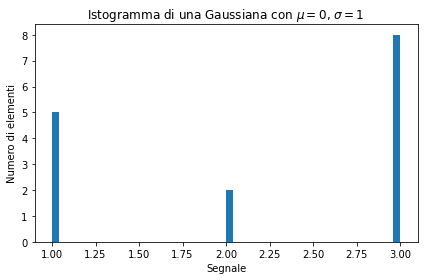 Istogramma di una Gaussiana con μ = 0, σ = 1
Numero di elementi
8
7
6
5
4
3
2
1
0
1.00 1.25 1.50 1.75 2.00 2.25 2.50 2.75 3.00
Segnale